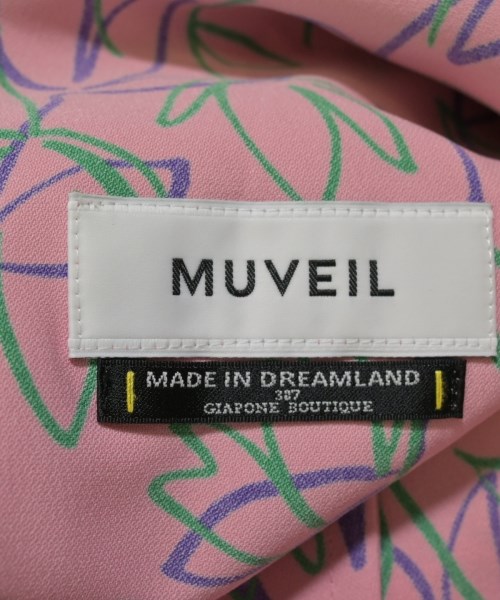 MUVEIL
MADE IN DREAMLAND
387
GIAPONE BOUTIQUE